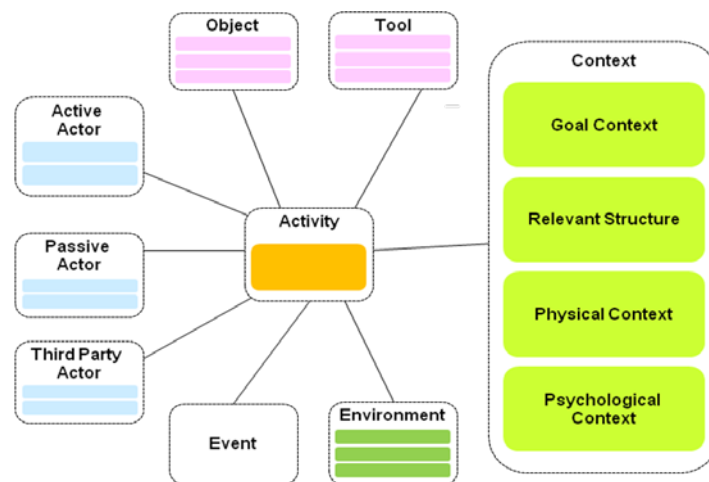 Object
Tool
Context
Active
Actor
Goal Context
Activity
Relevant Structure
Passive
Actor
Physical Context
Third Party
Actor
Psychological
Context
Event
Environment